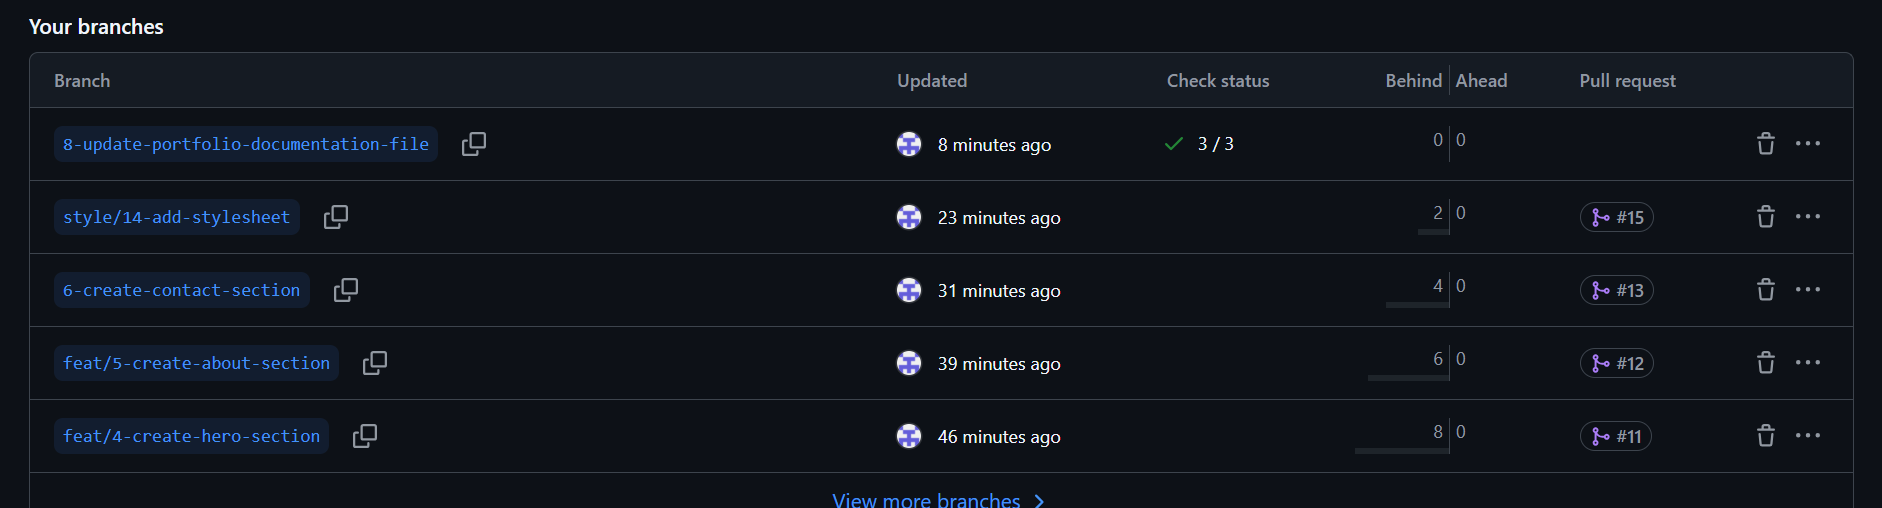 Your branches
Branch Updated Check status Behind Ahead Pull request
8-update-portfolio-documentation-file 8 minutes ago 3 / 3 0 0
style/14-add-stylesheet 23 minutes ago 2 0 #15
6-create-contact-section 31 minutes ago 4 0 #13
feat/5-create-about-section 39 minutes ago 6 0 #12
feat/4-create-hero-section 46 minutes ago 8 0 #11
View more branches